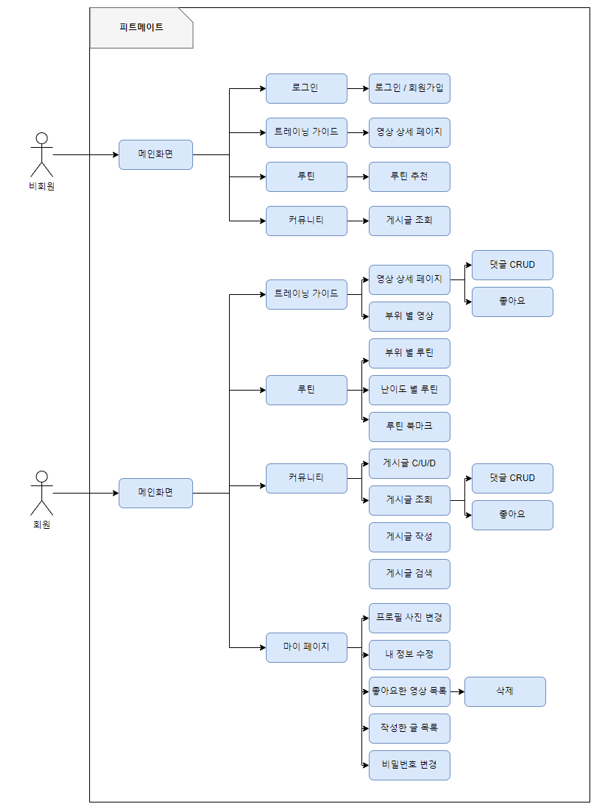 피트메이트
비회원
메인화면
로그인
로그인 / 회원가입
트레이닝 가이드
영상 상세 페이지
루틴
루틴 추천
커뮤니티
게시글 조회
회원
메인화면
트레이닝 가이드
영상 상세 페이지
댓글 CRUD
좋아요
부위 별 영상
루틴
부위 별 루틴
난이도 별 루틴
루틴 북마크
커뮤니티
게시글 C/U/D
게시글 조회
댓글 CRUD
좋아요
게시글 작성
게시글 검색
마이 페이지
프로필 사진 변경
내 정보 수정
좋아요한 영상 목록
삭제
작성한 글 목록
비밀번호 변경